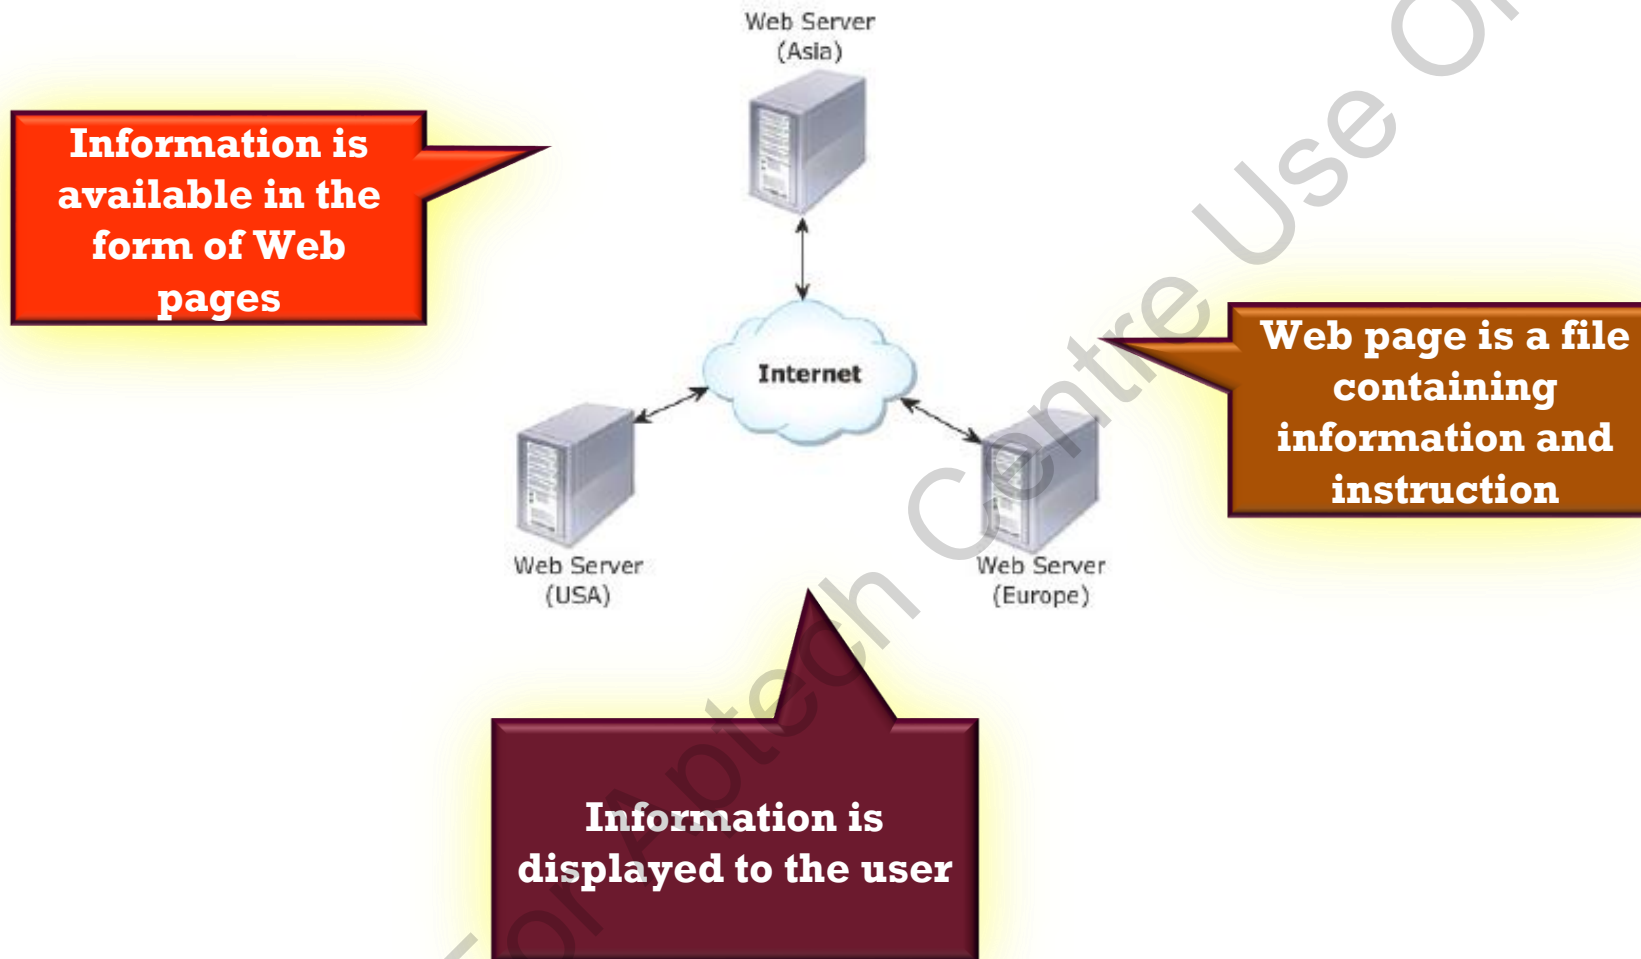 Web Server
(Asia)
Information is
available in the
form of Web
pages
Internet
Web page is a file
containing
information and
instruction
Web Server
(USA)
Web Server
(Europe)
Information is
displayed to the user
For Aptech Centre Use